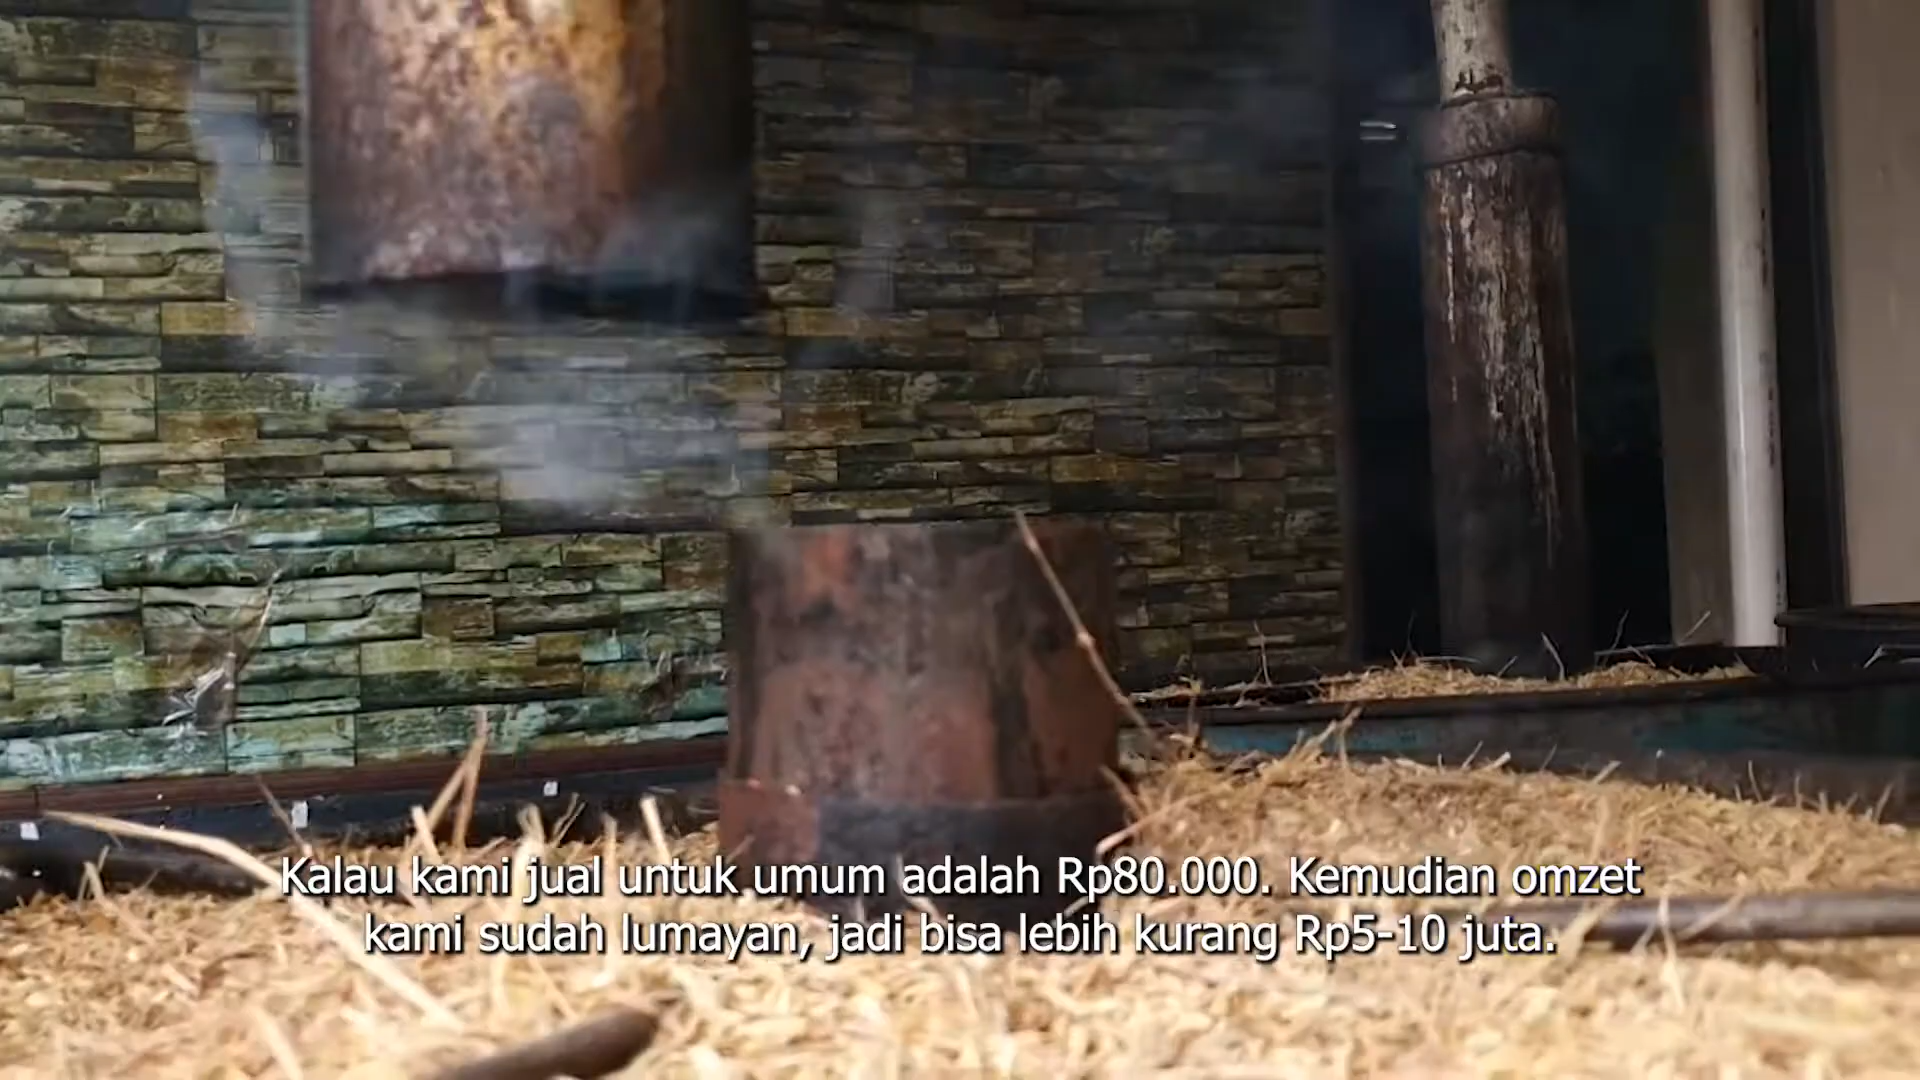 Kalau kami jual untuk umum adalah Rp80.000. Kemudian omzet
kami sudah lumayan, jadi bisa lebih kurang Rp5-10 juta.